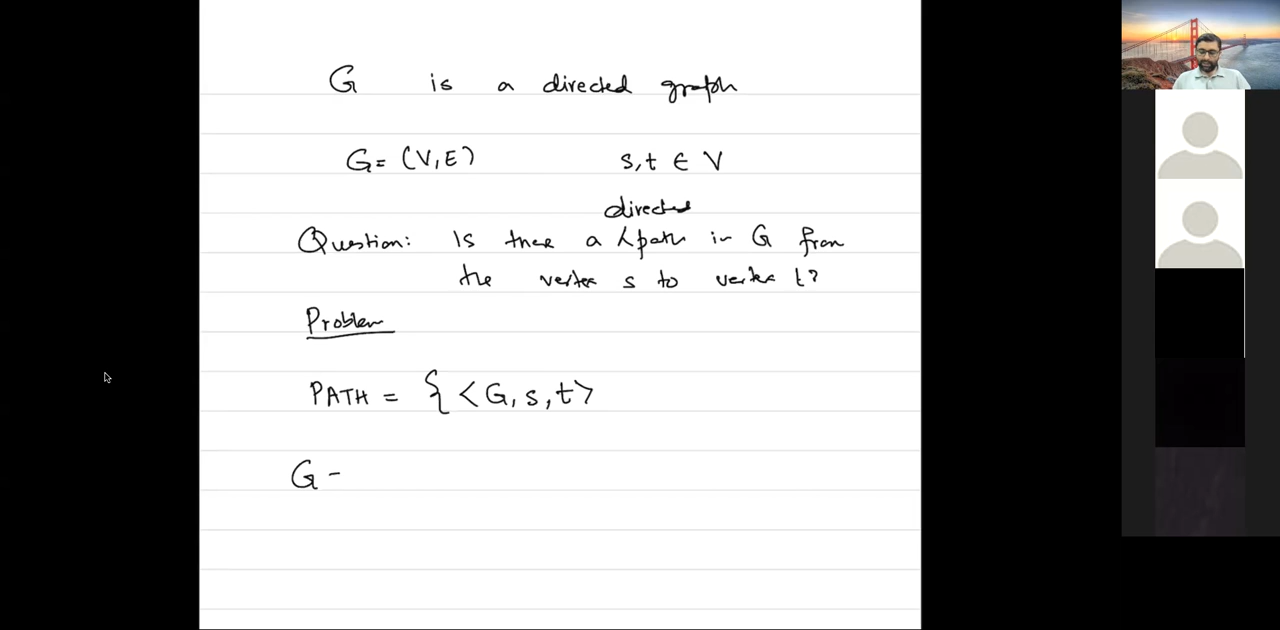 G is a directed graph
G = (V, E) s, t ∈ V
directed
Question: Is there a ⁁path in G from
the vertex s to vertex t?
Problem
PATH = { <G, s, t>
G -